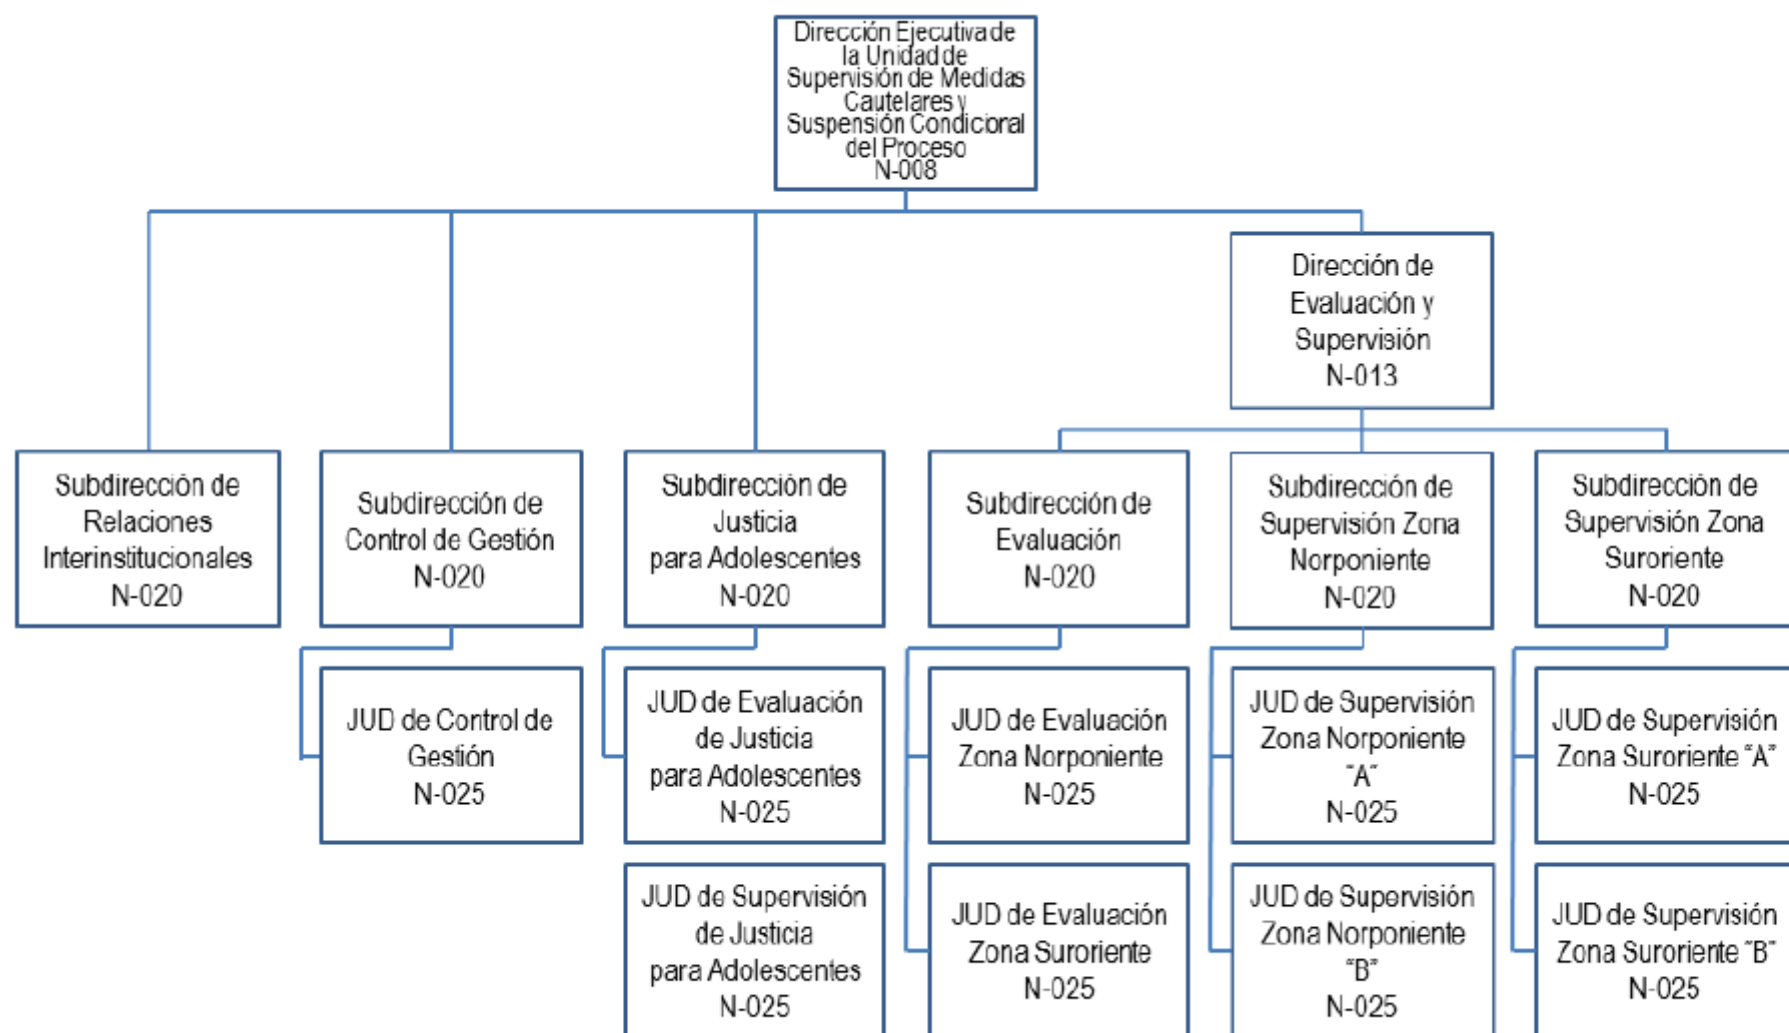 Dirección Ejecutiva de
la Unidad de
Supervisión de Medidas
Cautelares y
Suspensión Condicional
del Proceso
N-008
Dirección de
Evaluación y
Supervisión
N-013
Subdirección de
Relaciones
Interinstitucionales
N-020
Subdirección de
Control de Gestión
N-020
Subdirección de
Justicia
para Adolescentes
N-020
Subdirección de
Evaluación
N-020
Subdirección de
Supervisión Zona
Norponiente
N-020
Subdirección de
Supervisión Zona
Suroriente
N-020
JUD de Control de
Gestión
N-025
JUD de Evaluación
de Justicia
para Adolescentes
N-025
JUD de Evaluación
Zona Norponiente
N-025
JUD de Supervisión
Zona Norponiente
"A"
N-025
JUD de Supervisión
Zona Suroriente "A"
N-025
JUD de Supervisión
de Justicia
para Adolescentes
N-025
JUD de Evaluación
Zona Suroriente
N-025
JUD de Supervisión
Zona Norponiente
"B"
N-025
JUD de Supervisión
Zona Suroriente "B"
N-025